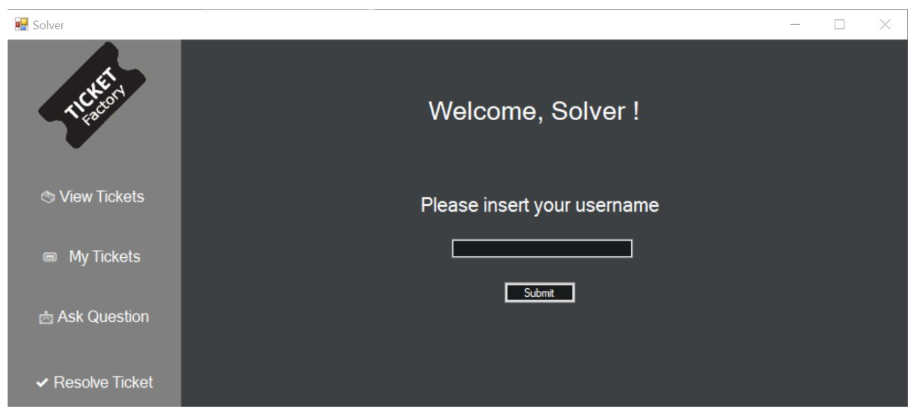 Solver
TICKET
Factory
View Tickets
My Tickets
Ask Question
Resolve Ticket
Welcome, Solver !
Please insert your username
Submit